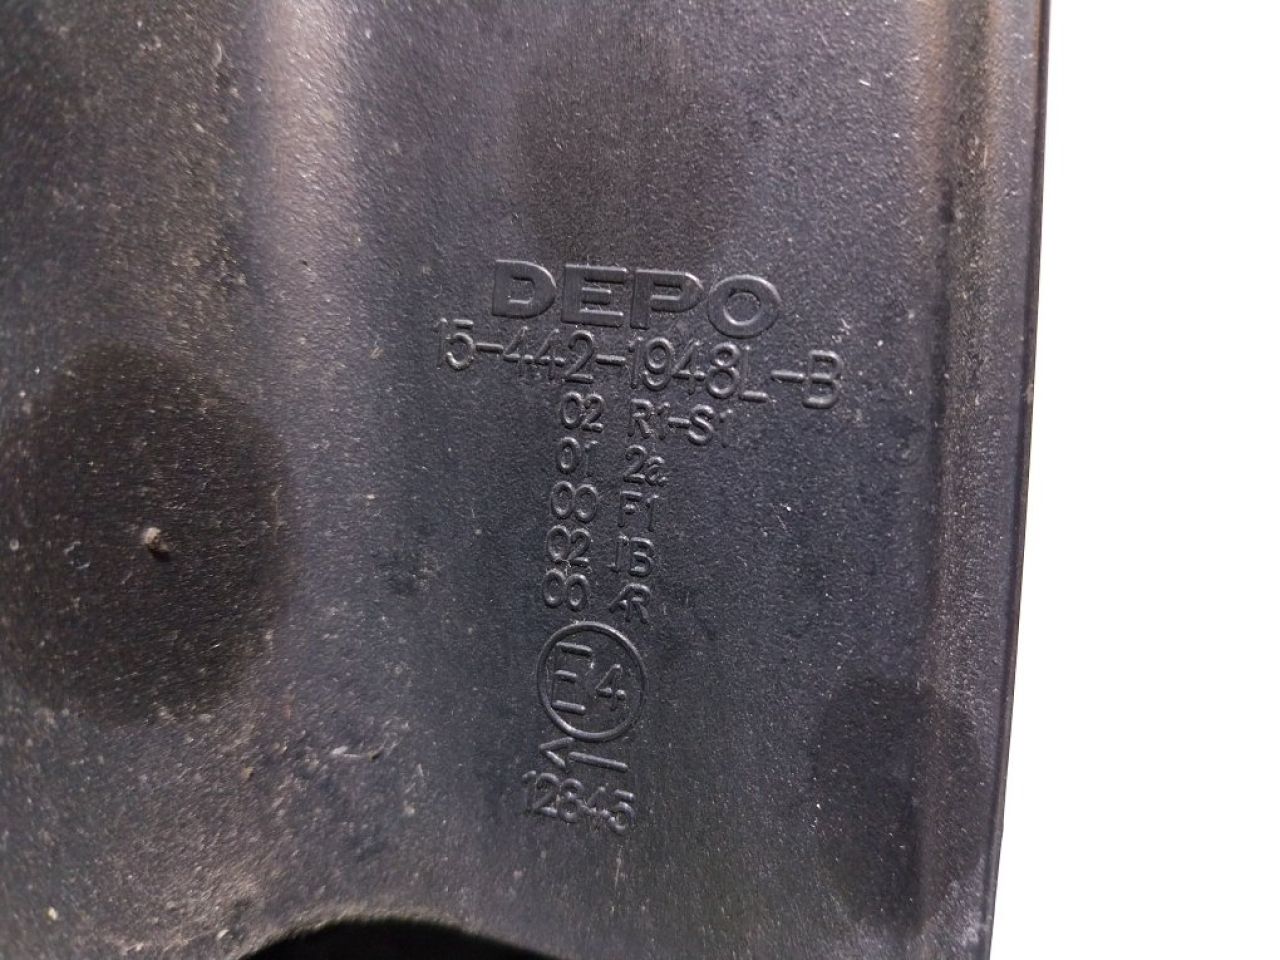 DEPO
15-442-1948L-B
02 R1-S1
01 2a
00 F1
02 IB
00 AR
E4
12845